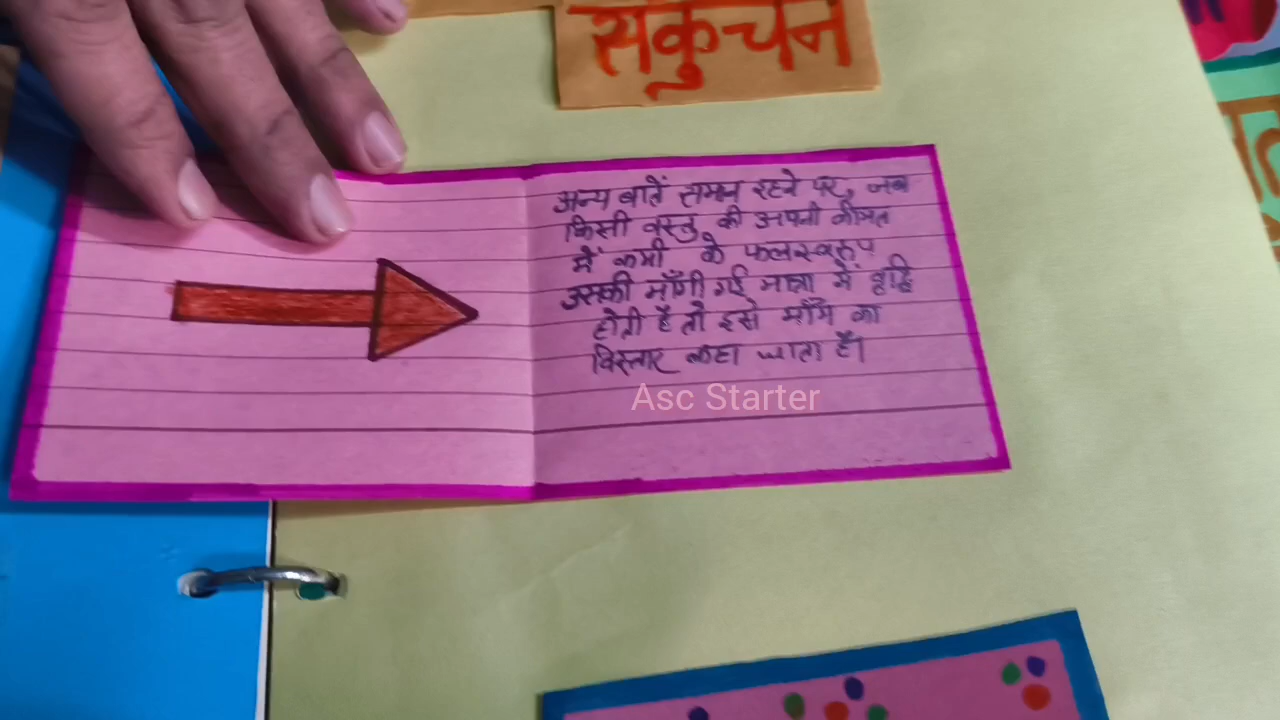 संकुचन
अन्य बातें समान रहने पर, जब
किसी वस्तु की अपनी कीमत
में कमी के फलस्वरूप
उसकी माँगी गई मात्रा में वृद्धि
होती है तो इसे माँग का
विस्तार कहा जाता है।
Asc Starter